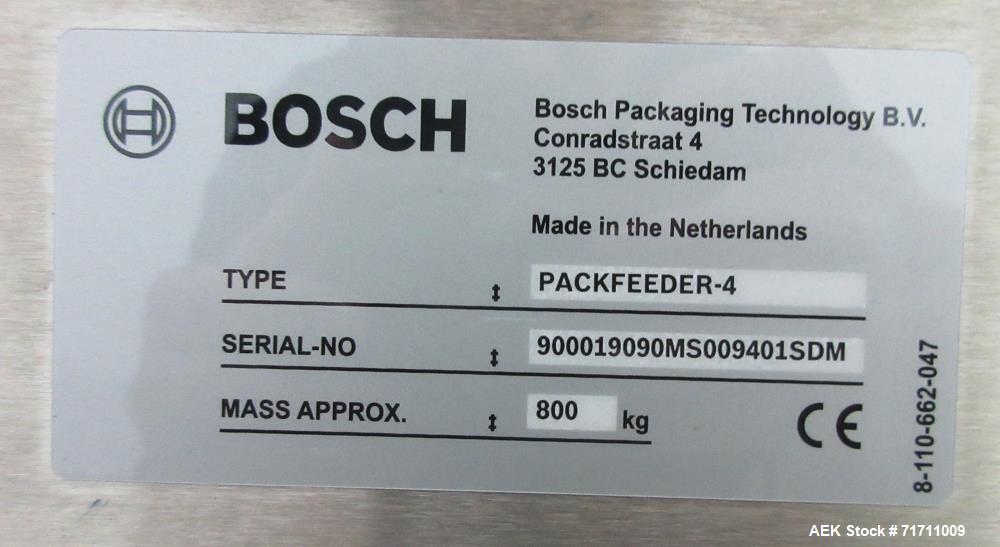 BOSCH
Bosch Packaging Technology B.V.
Conradstraat 4
3125 BC Schiedam
Made in the Netherlands
TYPE : PACKFEEDER-4
SERIAL-NO : 900019090MS009401SDM
MASS APPROX. : 800 kg
CE
8-110-662-047
AEK Stock # 71711009